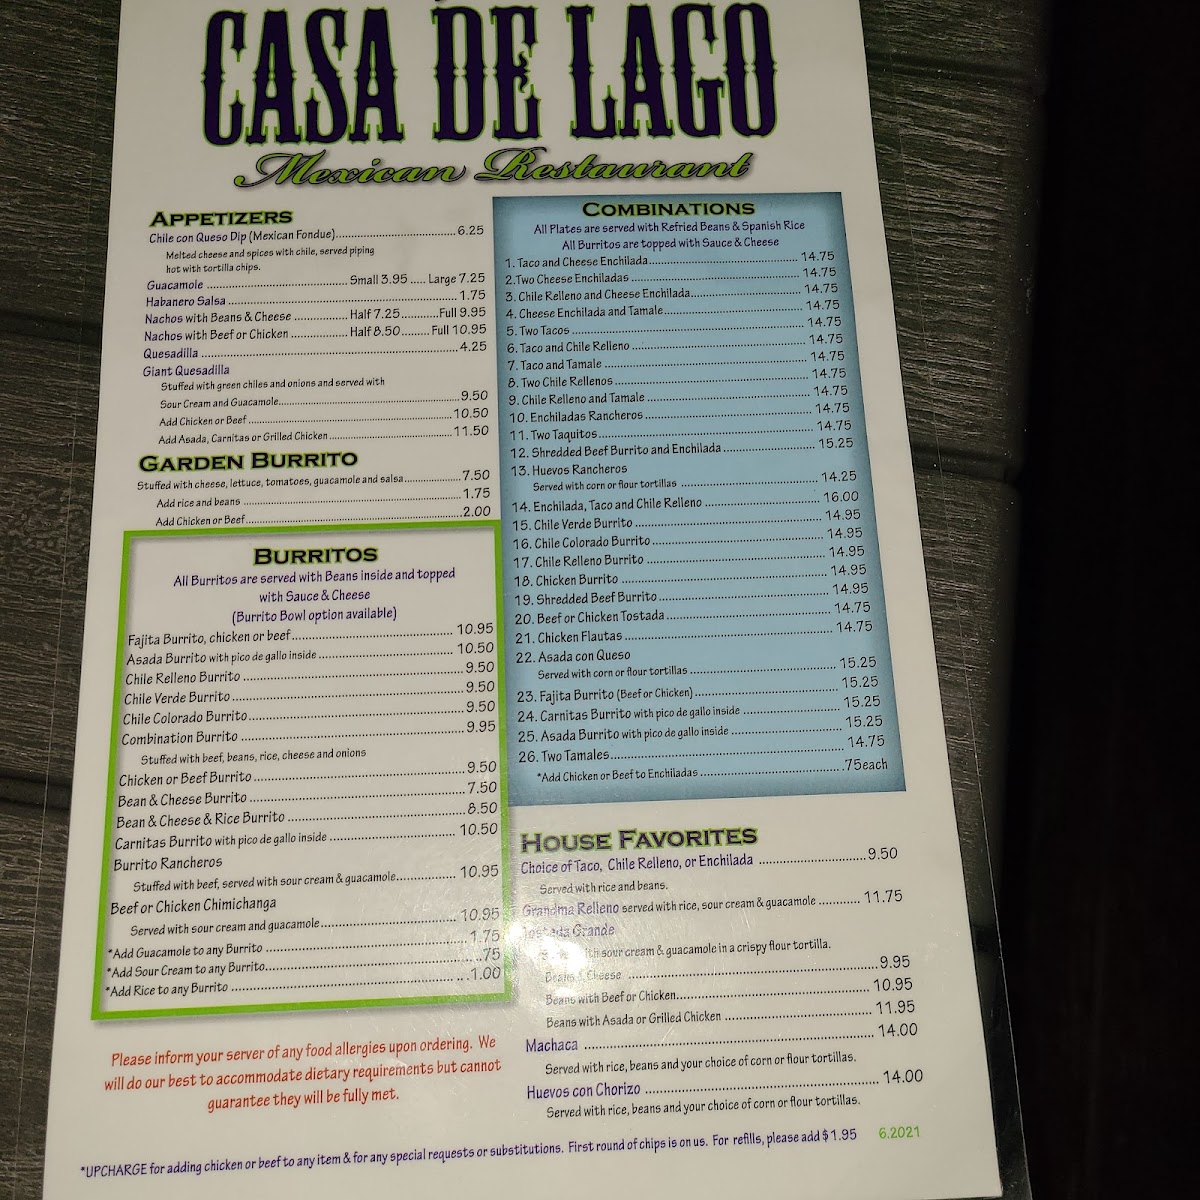 CASA DE LAGO
Mexican Restaurant
APPETIZERS
Chile con Queso Dip (Mexican Fondue)..... 6.25
Melted cheese and spices with chile, served piping
hot with tortilla chips.
Guacamole ..... Small 3.95 ..... Large 7.25
Habanero Salsa ..... 1.75
Nachos with Beans & Cheese ..... Half 7.25.....Full 9.95
Nachos with Beef or Chicken ..... Half 8.50..... Full 10.95
Quesadilla ..... 4.25
Giant Quesadilla
Stuffed with green chiles and onions and served with
Sour Cream and Guacamole.....9.50
Add Chicken or Beef ..... 10.50
Add Asada, Carnitas or Grilled Chicken ..... 11.50
GARDEN BURRITO
Stuffed with cheese, lettuce, tomatoes, guacamole and salsa.....7.50
Add rice and beans ..... 1.75
Add Chicken or Beef.....2.00
BURRITOS
All Burritos are served with Beans inside and topped
with Sauce & Cheese
(Burrito Bowl option available)
Fajita Burrito, chicken or beef..... 10.95
Asada Burrito with pico de gallo inside ..... 10.50
Chile Relleno Burrito ..... 9.50
Chile Verde Burrito..... 9.50
Chile Colorado Burrito..... 9.50
Combination Burrito ..... 9.95
Stuffed with beef, beans, rice, cheese and onions
Chicken or Beef Burrito ..... 9.50
Bean & Cheese Burrito ..... 7.50
Bean & Cheese & Rice Burrito ..... 8.50
Carnitas Burrito with pico de gallo inside ..... 10.50
Burrito Rancheros
Stuffed with beef, served with sour cream & guacamole..... 10.95
Beef or Chicken Chimichanga
Served with sour cream and guacamole..... 10.95
*Add Guacamole to any Burrito ..... 1.75
*Add Sour Cream to any Burrito..... .75
*Add Rice to any Burrito ..... 1.00
Please inform your server of any food allergies upon ordering. We
will do our best to accommodate dietary requirements but cannot
guarantee they will be fully met.
COMBINATIONS
All Plates are served with Refried Beans & Spanish Rice
All Burritos are topped with Sauce & Cheese
1. Taco and Cheese Enchilada..... 14.75
2.Two Cheese Enchiladas ..... 14.75
3. Chile Relleno and Cheese Enchilada..... 14.75
4. Cheese Enchilada and Tamale..... 14.75
5. Two Tacos ..... 14.75
6. Taco and Chile Relleno ..... 14.75
7. Taco and Tamale ..... 14.75
8. Two Chile Rellenos ..... 14.75
9. Chile Relleno and Tamale ..... 14.75
10. Enchiladas Rancheros..... 14.75
11. Two Taquitos..... 14.75
12. Shredded Beef Burrito and Enchilada ..... 15.25
13. Huevos Rancheros
Served with corn or flour tortillas ..... 14.25
14. Enchilada, Taco and Chile Relleno ..... 16.00
15. Chile Verde Burrito ..... 14.95
16. Chile Colorado Burrito ..... 14.95
17. Chile Relleno Burrito ..... 14.95
18. Chicken Burrito ..... 14.95
19. Shredded Beef Burrito ..... 14.95
20. Beef or Chicken Tostada ..... 14.75
21. Chicken Flautas ..... 14.75
22. Asada con Queso
Served with corn or flour tortillas ..... 15.25
23. Fajita Burrito (Beef or Chicken) ..... 15.25
24. Carnitas Burrito with pico de gallo inside ..... 15.25
25. Asada Burrito with pico de gallo inside ..... 15.25
26. Two Tamales..... 14.75
*Add Chicken or Beef to Enchiladas ..... .75each
HOUSE FAVORITES
Choice of Taco, Chile Relleno, or Enchilada .....9.50
Served with rice and beans.
Grandma Relleno served with rice, sour cream & guacamole ..... 11.75
Tostada Grande
with sour cream & guacamole in a crispy flour tortilla.
Beans & Cheese .....9.95
Beans with Beef or Chicken..... 10.95
Beans with Asada or Grilled Chicken ..... 11.95
Machaca ..... 14.00
Served with rice, beans and your choice of corn or flour tortillas.
Huevos con Chorizo ..... 14.00
Served with rice, beans and your choice of corn or flour tortillas.
*UPCHARGE for adding chicken or beef to any item & for any special requests or substitutions. First round of chips is on us. For refills, please add $1.95 6.2021